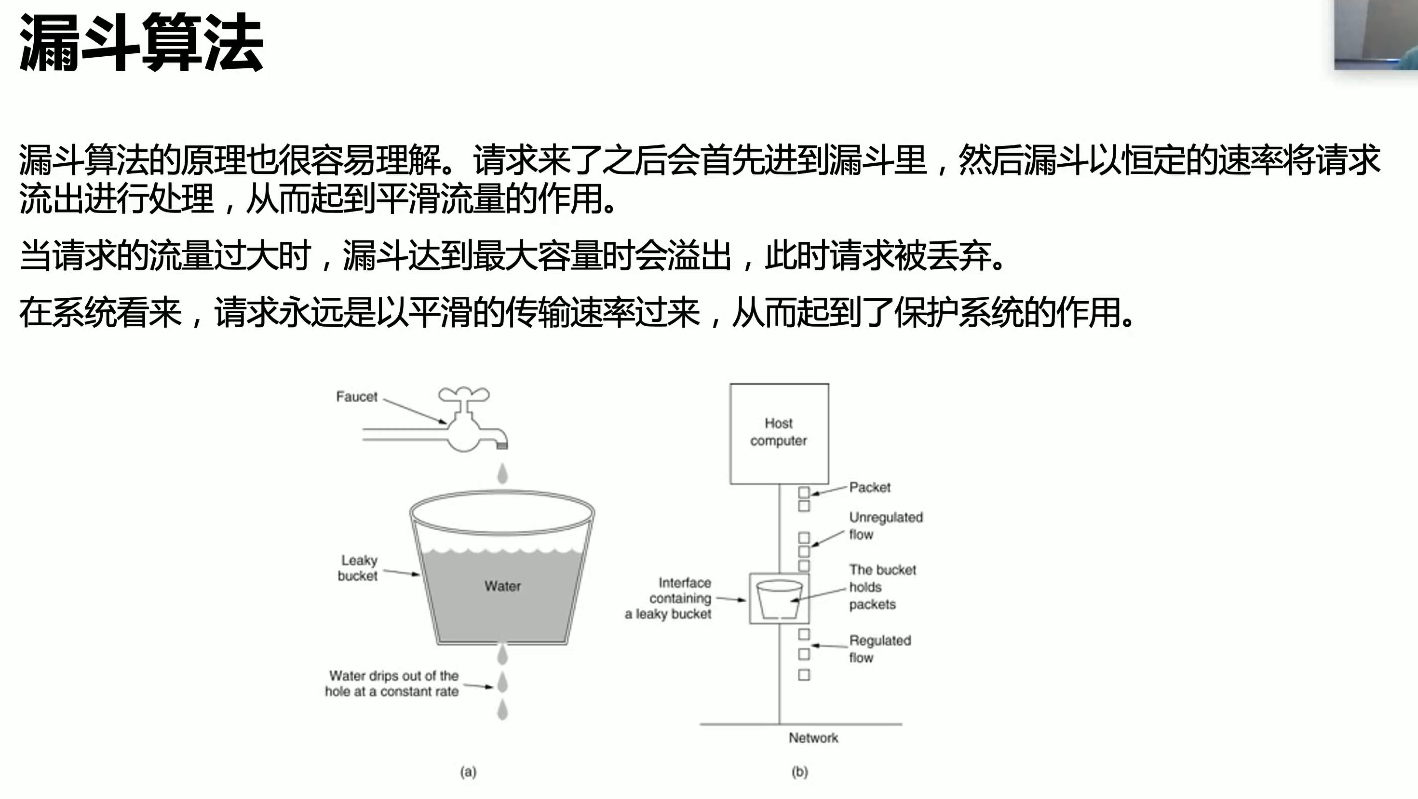 漏斗算法
漏斗算法的原理也很容易理解。请求来了之后会首先进到漏斗里，然后漏斗以恒定的速率将请求
流出进行处理，从而起到平滑流量的作用。
当请求的流量过大时，漏斗达到最大容量时会溢出，此时请求被丢弃。
在系统看来，请求永远是以平滑的传输速率过来，从而起到了保护系统的作用。
Faucet
Leaky
bucket
Water
Water drips out of the
hole at a constant rate
(a)
Host
computer
Packet
Unregulated
flow
The bucket
holds
packets
Interface
containing
a leaky bucket
Regulated
flow
Network
(b)